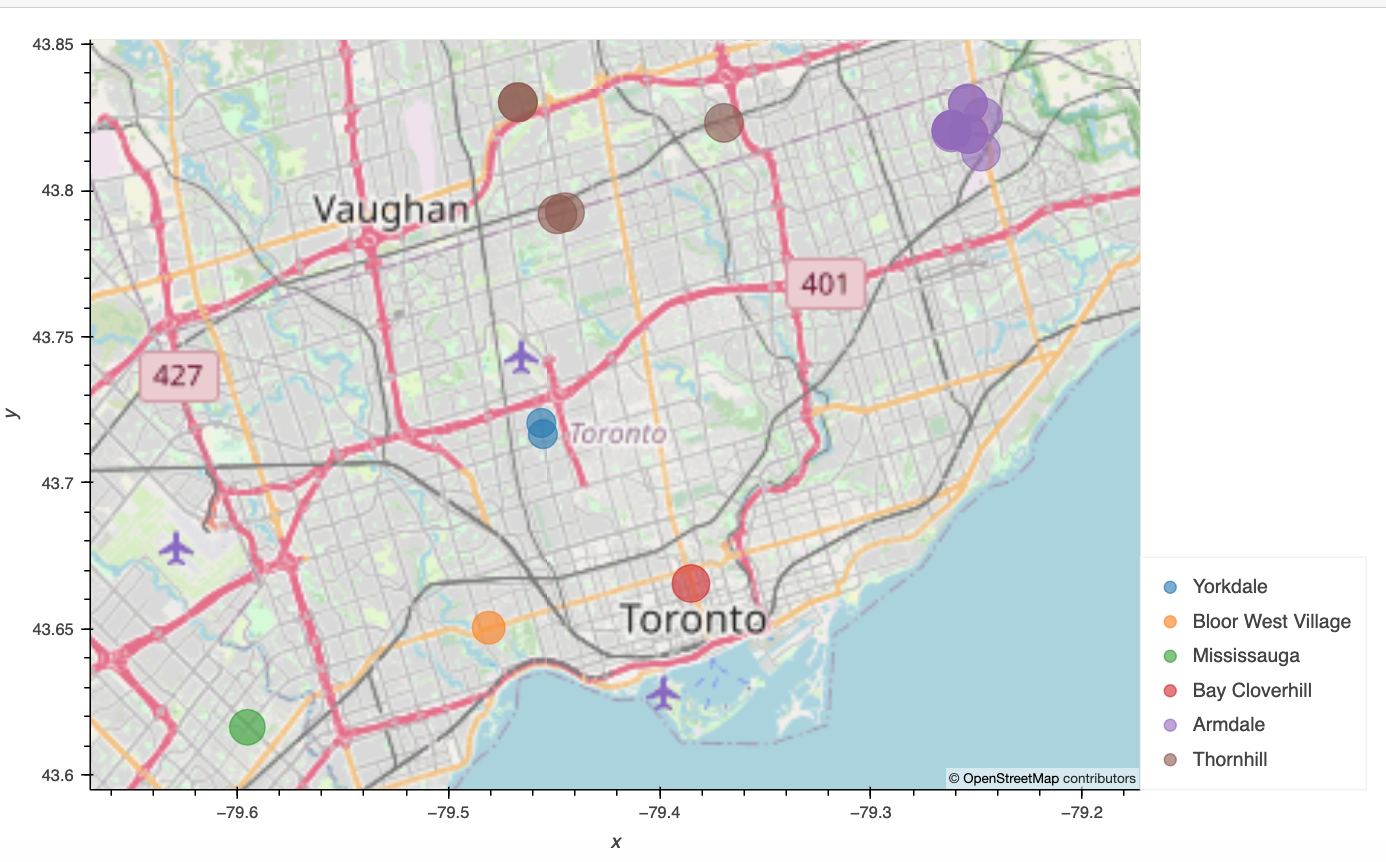 43.85
43.8
43.75
43.7
43.65
43.6
y
Vaughan
401
427
Toronto
Toronto
© OpenStreetMap contributors
−79.6
−79.5
−79.4
−79.3
−79.2
x
Yorkdale
Bloor West Village
Mississauga
Bay Cloverhill
Armdale
Thornhill